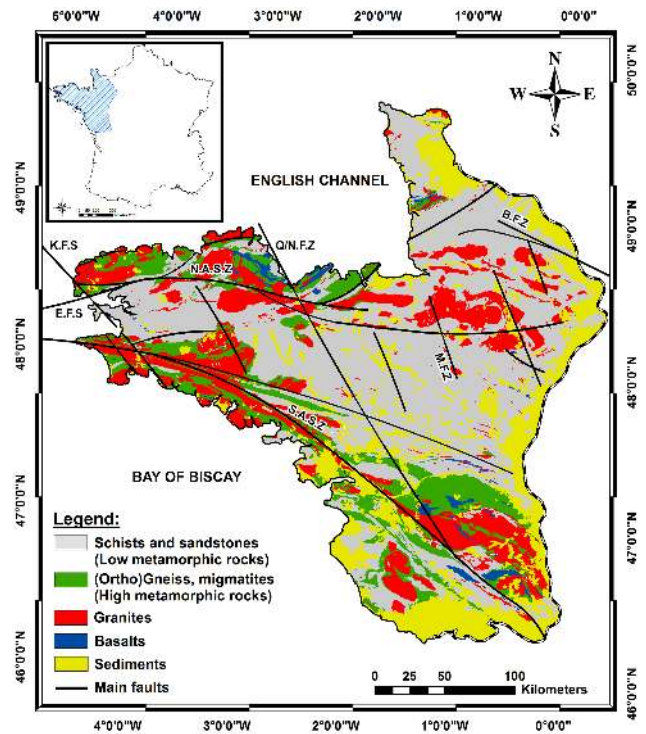 6°0'0"W 4°0'0"W 3°0'0"W 2°0'0"W 1°0'0"W 0°0'0"
50°0'0"N
49°0'0"N
48°0'0"N
47°0'0"N
46°0'0"N
N
W E
S
ENGLISH CHANNEL
B.F.Z
K.F.S
Q/N.F.Z
N.A.S.Z
E.F.S
M.F.Z
S.A.S.Z
BAY OF BISCAY
Legend:
Schists and sandstones
(Low metamorphic rocks)
(Ortho)Gneiss, migmatites
(High metamorphic rocks)
Granites
Basalts
Sediments
Main faults
0 25 50 100
Kilometers
49°0'0"N
48°0'0"N
47°0'0"N
46°0'0"N
4°0'0"W 3°0'0"W 2°0'0"W 1°0'0"W 0°0'0"